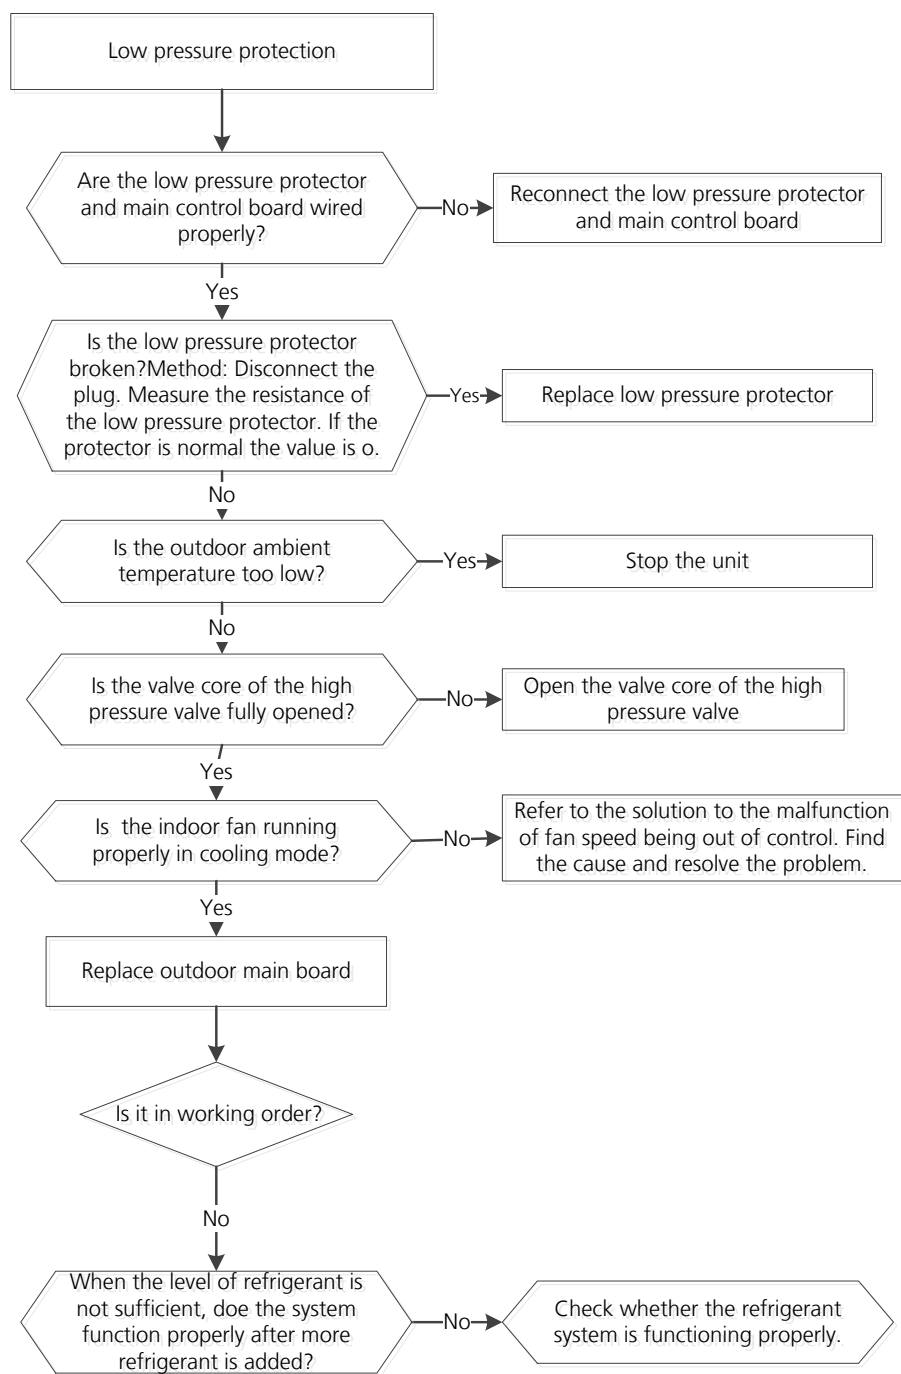 Low pressure protection
Are the low pressure protector
and main control board wired
properly?
No
Reconnect the low pressure protector
and main control board
Yes
Is the low pressure protector
broken?Method: Disconnect the
plug. Measure the resistance of
the low pressure protector. If the
protector is normal the value is o.
Yes
Replace low pressure protector
No
Is the outdoor ambient
temperature too low?
Yes
Stop the unit
No
Is the valve core of the high
pressure valve fully opened?
No
Open the valve core of the high
pressure valve
Yes
Is  the indoor fan running
properly in cooling mode?
No
Refer to the solution to the malfunction
of fan speed being out of control. Find
the cause and resolve the problem.
Yes
Replace outdoor main board
Is it in working order?
No
When the level of refrigerant is
not sufficient, doe the system
function properly after more
refrigerant is added?
No
Check whether the refrigerant
system is functioning properly.